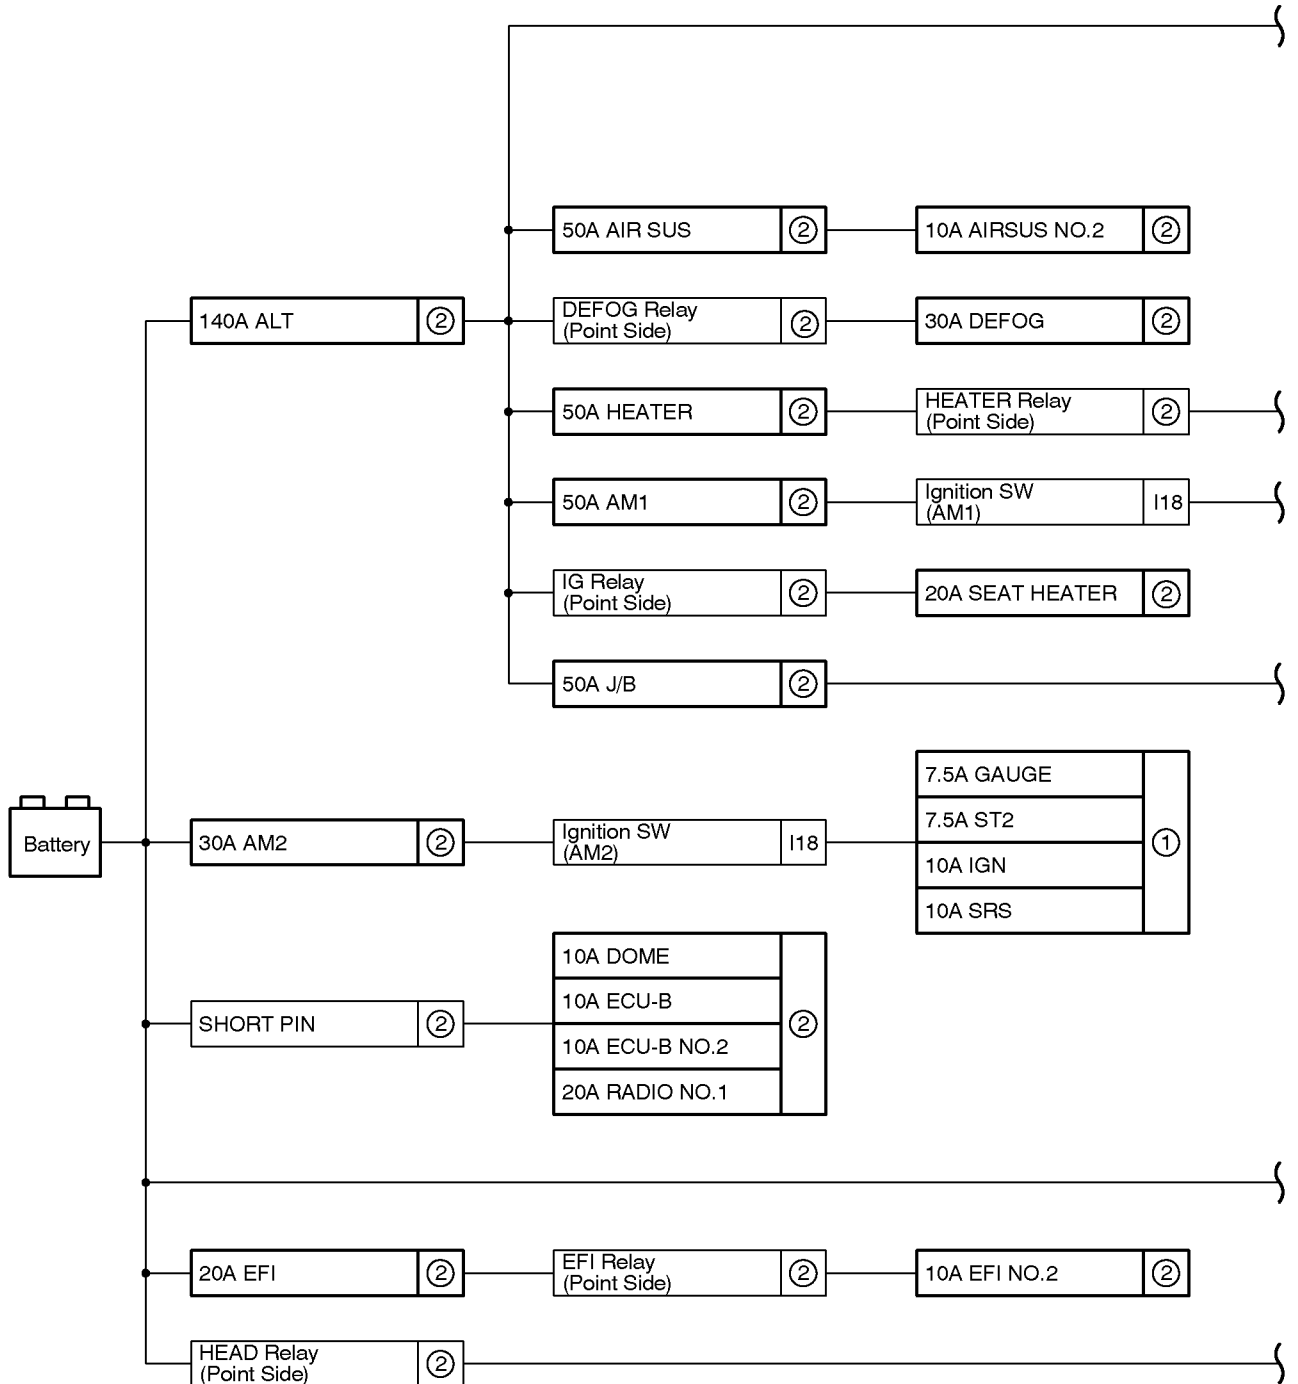 50A AIR SUS ② 10A AIRSUS NO.2 ②
140A ALT ② DEFOG Relay ② 30A DEFOG ②
(Point Side)
50A HEATER ② HEATER Relay ②
(Point Side)
50A AM1 ② Ignition SW I18
(AM1)
IG Relay ② 20A SEAT HEATER ②
(Point Side)
50A J/B ②
7.5A GAUGE
7.5A ST2
Battery 30A AM2 ② Ignition SW I18 ①
(AM2)
10A IGN
10A SRS
10A DOME
10A ECU-B
SHORT PIN ② ②
10A ECU-B NO.2
20A RADIO NO.1
20A EFI ② EFI Relay ② 10A EFI NO.2 ②
(Point Side)
HEAD Relay ②
(Point Side)